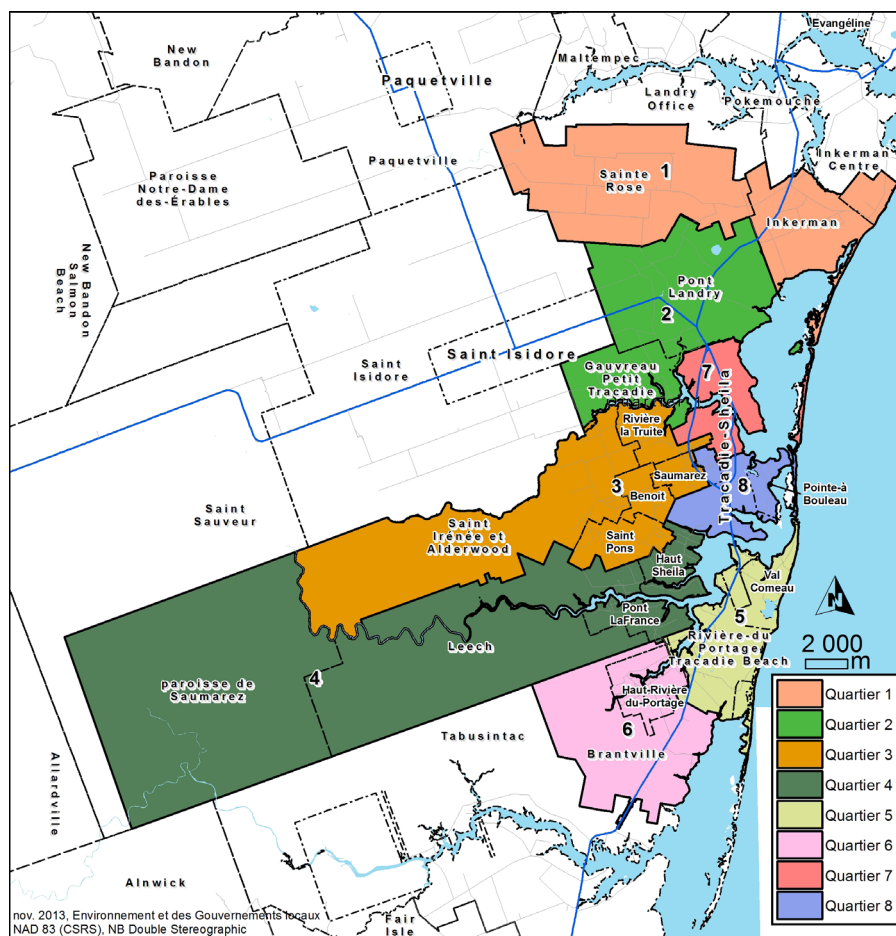 Evangéline
New
Bandon
Maltempec
Paquetville
Landry
Office
Pokemouche
Paquetville
Inkerman
Centre
Paroisse
Notre-Dame
des-Érables
1
Sainte
Rose
Inkerman
New Bandon
Salmon
Beach
Pont
Landry
2
Saint Isidore
Saint
Isidore
Gauvreau
Petit
Tracadie
7
Tracadie-Sheila
Rivière
la Truite
Saumarez
3
Benoit
8
Pointe-à
Bouleau
Saint
Sauveur
Saint
Irénée et
Alderwood
Saint
Pons
Haut
Sheila
Val
Comeau
Pont
LaFrance
5
Rivière-du
Portage
Tracadie Beach
N
2 000
m
Leech
4
paroisse de
Saumarez
Haut-Rivière
du-Portage
6
Brantville
Tabusintac
Allardville
Alnwick
Fair
Isle
Quartier 1
Quartier 2
Quartier 3
Quartier 4
Quartier 5
Quartier 6
Quartier 7
Quartier 8
nov. 2013, Environnement et des Gouvernements locaux
NAD 83 (CSRS), NB Double Stereographic